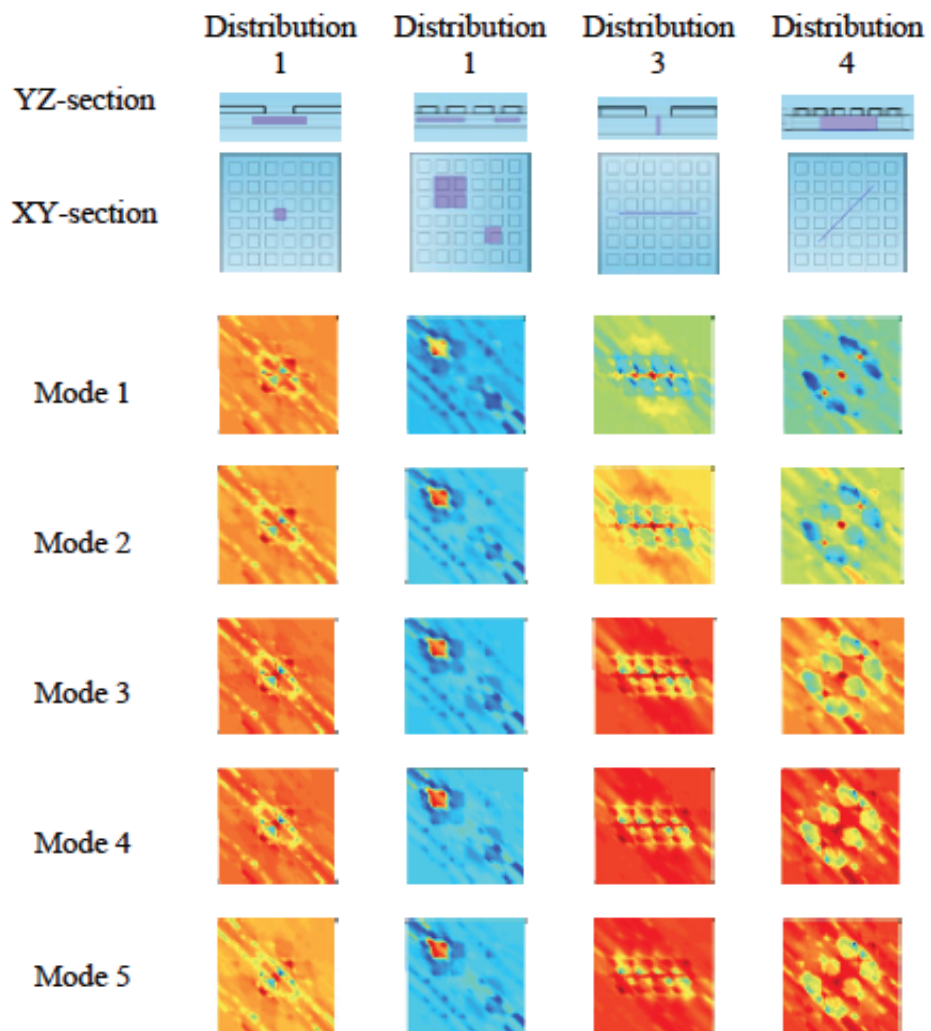 Distribution 1 Distribution 1 Distribution 3 Distribution 4
YZ-section
XY-section
Mode 1
Mode 2
Mode 3
Mode 4
Mode 5